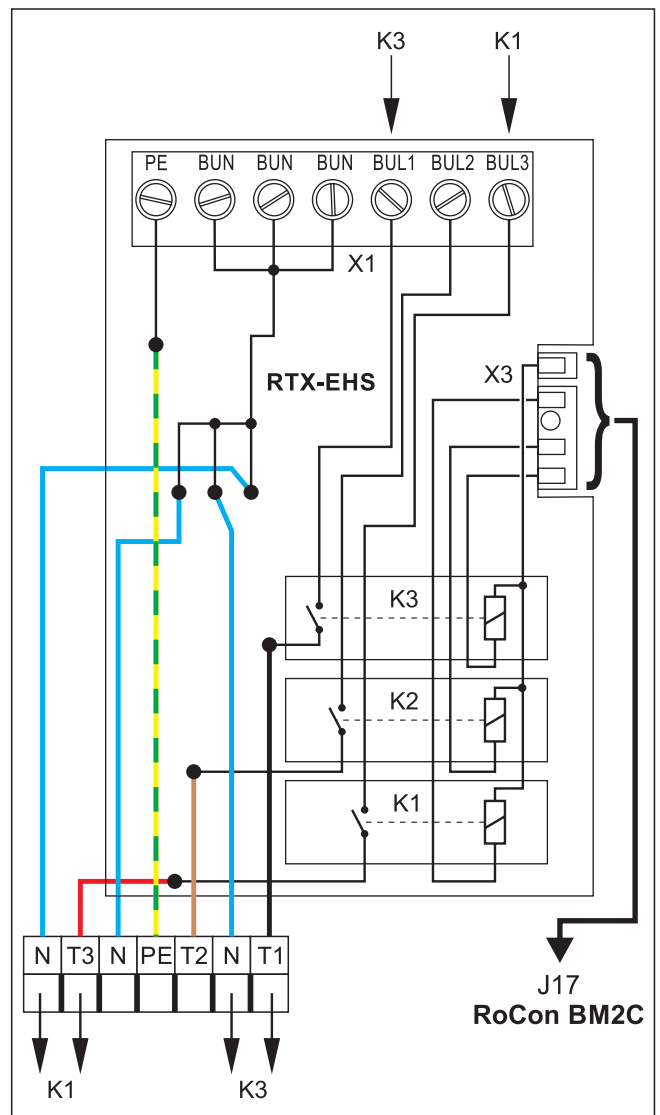 K3 K1
PE BUN BUN BUN BUL1 BUL2 BUL3
X1
X3
RTX-EHS
K3
K2
K1
N T3 N PE T2 N T1
J17
RoCon BM2C
K1 K3